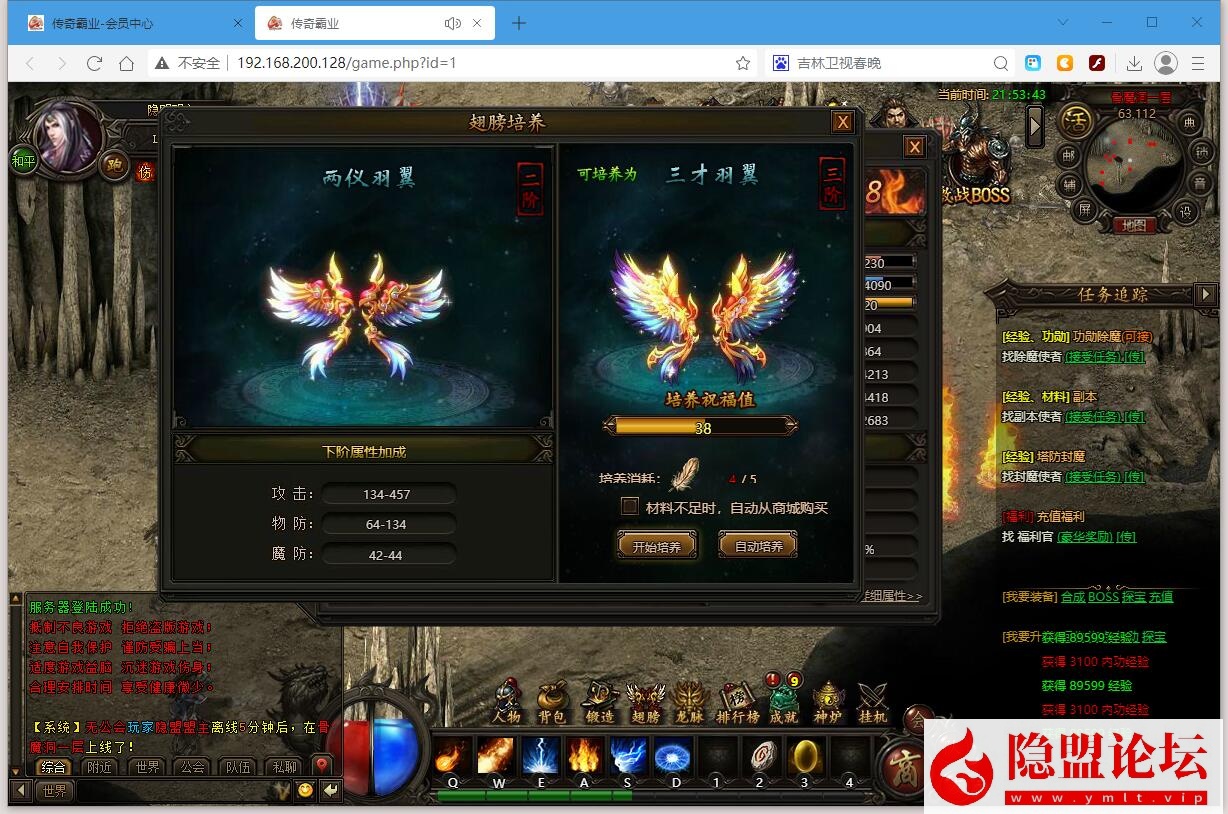 传奇霸业-会员中心
传奇霸业
不安全
192.168.200.128/game.php?id=1
吉林卫视春晚
当前时间: 21:53:43
63,112
活
典
邮
锁
辅
音
屏
设
地图
和平
跑
伤
翅膀培养
X
X
两仪羽翼
二阶
可培养为
三才羽翼
三阶
激战BOSS
8
230
4090
20
4213
4418
2683
%
培养祝福值
38
下阶属性加成
攻 击:
134-457
物 防:
64-134
魔 防:
42-44
培养消耗:
4 / 5
材料不足时，自动从商城购买
开始培养
自动培养
详细属性>>
任务追踪
[经验、功勋] 功勋除魔(可接)
找除魔使者 (接受任务) [传]
[经验、材料] 副本
找副本使者 (接受任务) [传]
[经验] 塔防封魔
找封魔使者 (接受任务) [传]
[福利] 充值福利
找 福利官 (豪华奖励) [传]
[我要装备] 合成 BOSS 探宝 充值
[我要升
获得 89599 经验
探宝
获得 3100 内功经验
获得 89599 经验
获得 3100 内功经验
服务器登陆成功!
抵制不良游戏 拒绝盗版游戏;
注意自我保护 谨防受骗上当;
适度游戏益脑 沉迷游戏伤身;
合理安排时间 享受健康
【系统】无公会玩家隐盟盟主离线5分钟后，在骨
魔洞一层上线了!
综合
附近
世界
公会
队伍
私聊
世界
人物
背包
锻造
翅膀
龙脉
排行榜
成就
神炉
挂机
9
合
商
Q
W
E
A
S
D
1
2
3
4
隐盟论坛
www.ymlt.vip